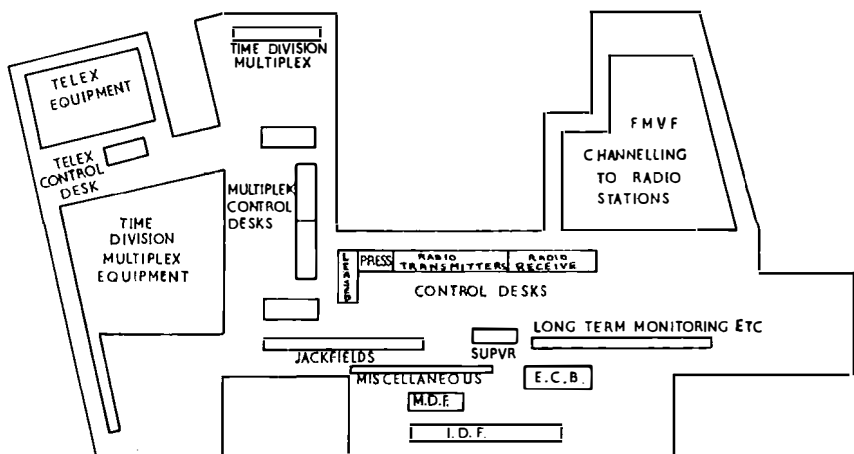 TIME DIVISION
MULTIPLEX
TELEX
EQUIPMENT
TELEX
CONTROL
DESK
FMVF
CHANNELLING
TO RADIO
STATIONS
MULTIPLEX
CONTROL
DESKS
TIME
DIVISION
MULTIPLEX
EQUIPMENT
LEASED
PRESS
RADIO
TRANSMITTERS
RADIO
RECEIVE
CONTROL DESKS
LONG TERM MONITORING ETC
JACKFIELDS
SUPVR
MISCELLANEOUS
E.C.B.
M.D.F.
I.D.F.